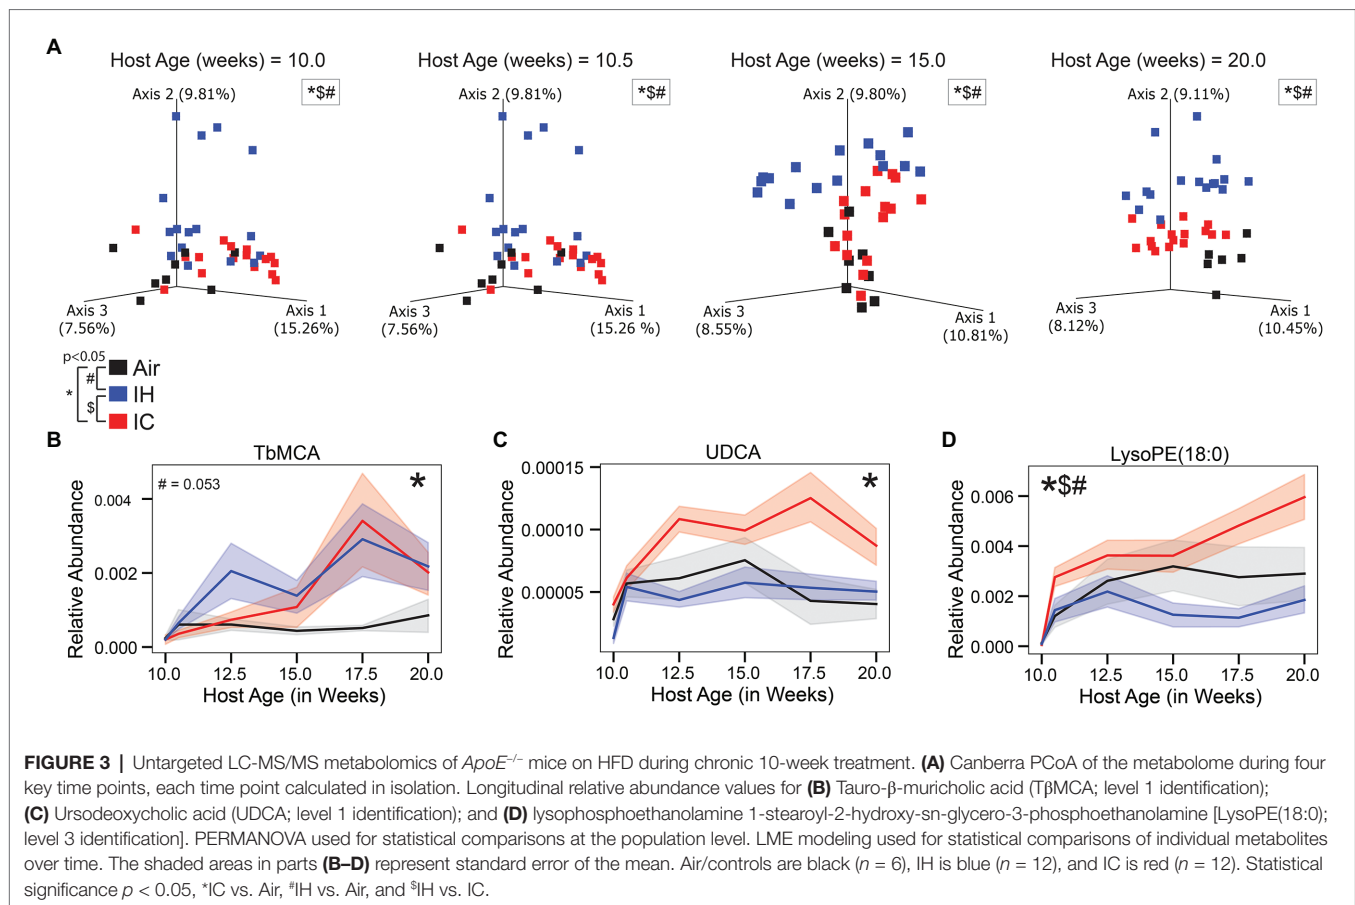 A
Host Age (weeks) = 10.0
Host Age (weeks) = 10.5
Host Age (weeks) = 15.0
Host Age (weeks) = 20.0
*$#
*$#
*$#
*$#
Axis 2 (9.81%)
Axis 2 (9.81%)
Axis 2 (9.80%)
Axis 2 (9.11%)
Axis 3
(7.56%)
Axis 1
(15.26%)
Axis 3
(7.56%)
Axis 1
(15.26 %)
Axis 3
(8.55%)
Axis 1
(10.81%)
Axis 3
(8.12%)
Axis 1
(10.45%)
p<0.05
* # $
Air
IH
IC
B
TbMCA
# = 0.053
*
Relative Abundance
0.004
0.002
0.000
10.0 12.5 15.0 17.5 20.0
Host Age (in Weeks)
C
UDCA
*
Relative Abundance
0.00015
0.00010
0.00005
10.0 12.5 15.0 17.5 20.0
Host Age (in Weeks)
D
LysoPE(18:0)
*$#
Relative Abundance
0.006
0.004
0.002
0.000
10.0 12.5 15.0 17.5 20.0
Host Age (in Weeks)
FIGURE 3 | Untargeted LC-MS/MS metabolomics of ApoE−/− mice on HFD during chronic 10-week treatment. (A) Canberra PCoA of the metabolome during four
key time points, each time point calculated in isolation. Longitudinal relative abundance values for (B) Tauro-β-muricholic acid (TβMCA; level 1 identification);
(C) Ursodeoxycholic acid (UDCA; level 1 identification); and (D) lysophosphoethanolamine 1-stearoyl-2-hydroxy-sn-glycero-3-phosphoethanolamine [LysoPE(18:0);
level 3 identification]. PERMANOVA used for statistical comparisons at the population level. LME modeling used for statistical comparisons of individual metabolites
over time. The shaded areas in parts (B–D) represent standard error of the mean. Air/controls are black (n = 6), IH is blue (n = 12), and IC is red (n = 12). Statistical
significance p < 0.05, *IC vs. Air, #IH vs. Air, and $IH vs. IC.